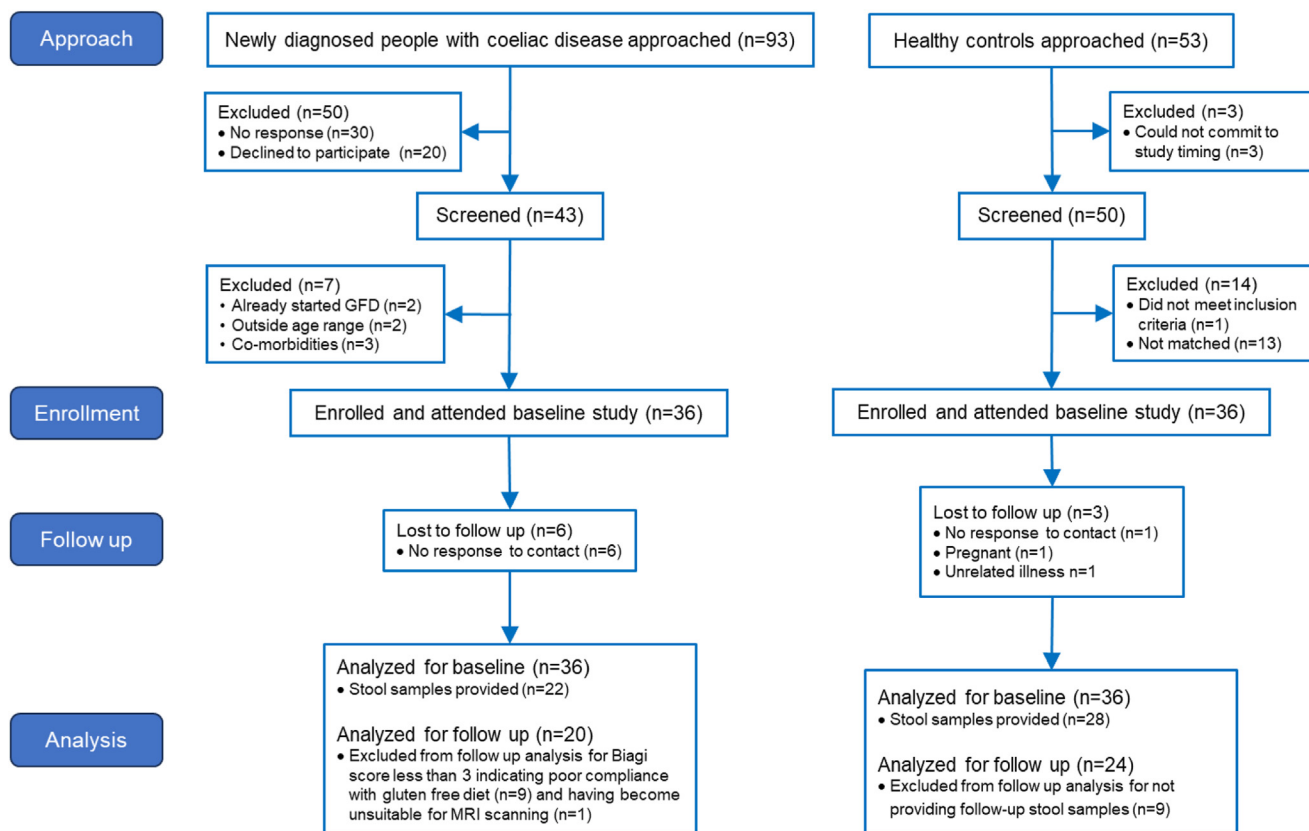 Approach
Newly diagnosed people with coeliac disease approached (n=93)
Healthy controls approached (n=53)
Excluded (n=50)
• No response (n=30)
• Declined to participate (n=20)
Excluded (n=3)
• Could not commit to
study timing (n=3)
Screened (n=43)
Screened (n=50)
Excluded (n=7)
• Already started GFD (n=2)
• Outside age range (n=2)
• Co-morbidities (n=3)
Excluded (n=14)
• Did not meet inclusion
criteria (n=1)
• Not matched (n=13)
Enrollment
Enrolled and attended baseline study (n=36)
Enrolled and attended baseline study (n=36)
Follow up
Lost to follow up (n=6)
• No response to contact (n=6)
Lost to follow up (n=3)
• No response to contact (n=1)
• Pregnant (n=1)
• Unrelated illness n=1
Analysis
Analyzed for baseline (n=36)
• Stool samples provided (n=22)
Analyzed for follow up (n=20)
• Excluded from follow up analysis for Biagi
score less than 3 indicating poor compliance
with gluten free diet (n=9) and having become
unsuitable for MRI scanning (n=1)
Analyzed for baseline (n=36)
• Stool samples provided (n=28)
Analyzed for follow up (n=24)
• Excluded from follow up analysis for not
providing follow-up stool samples (n=9)